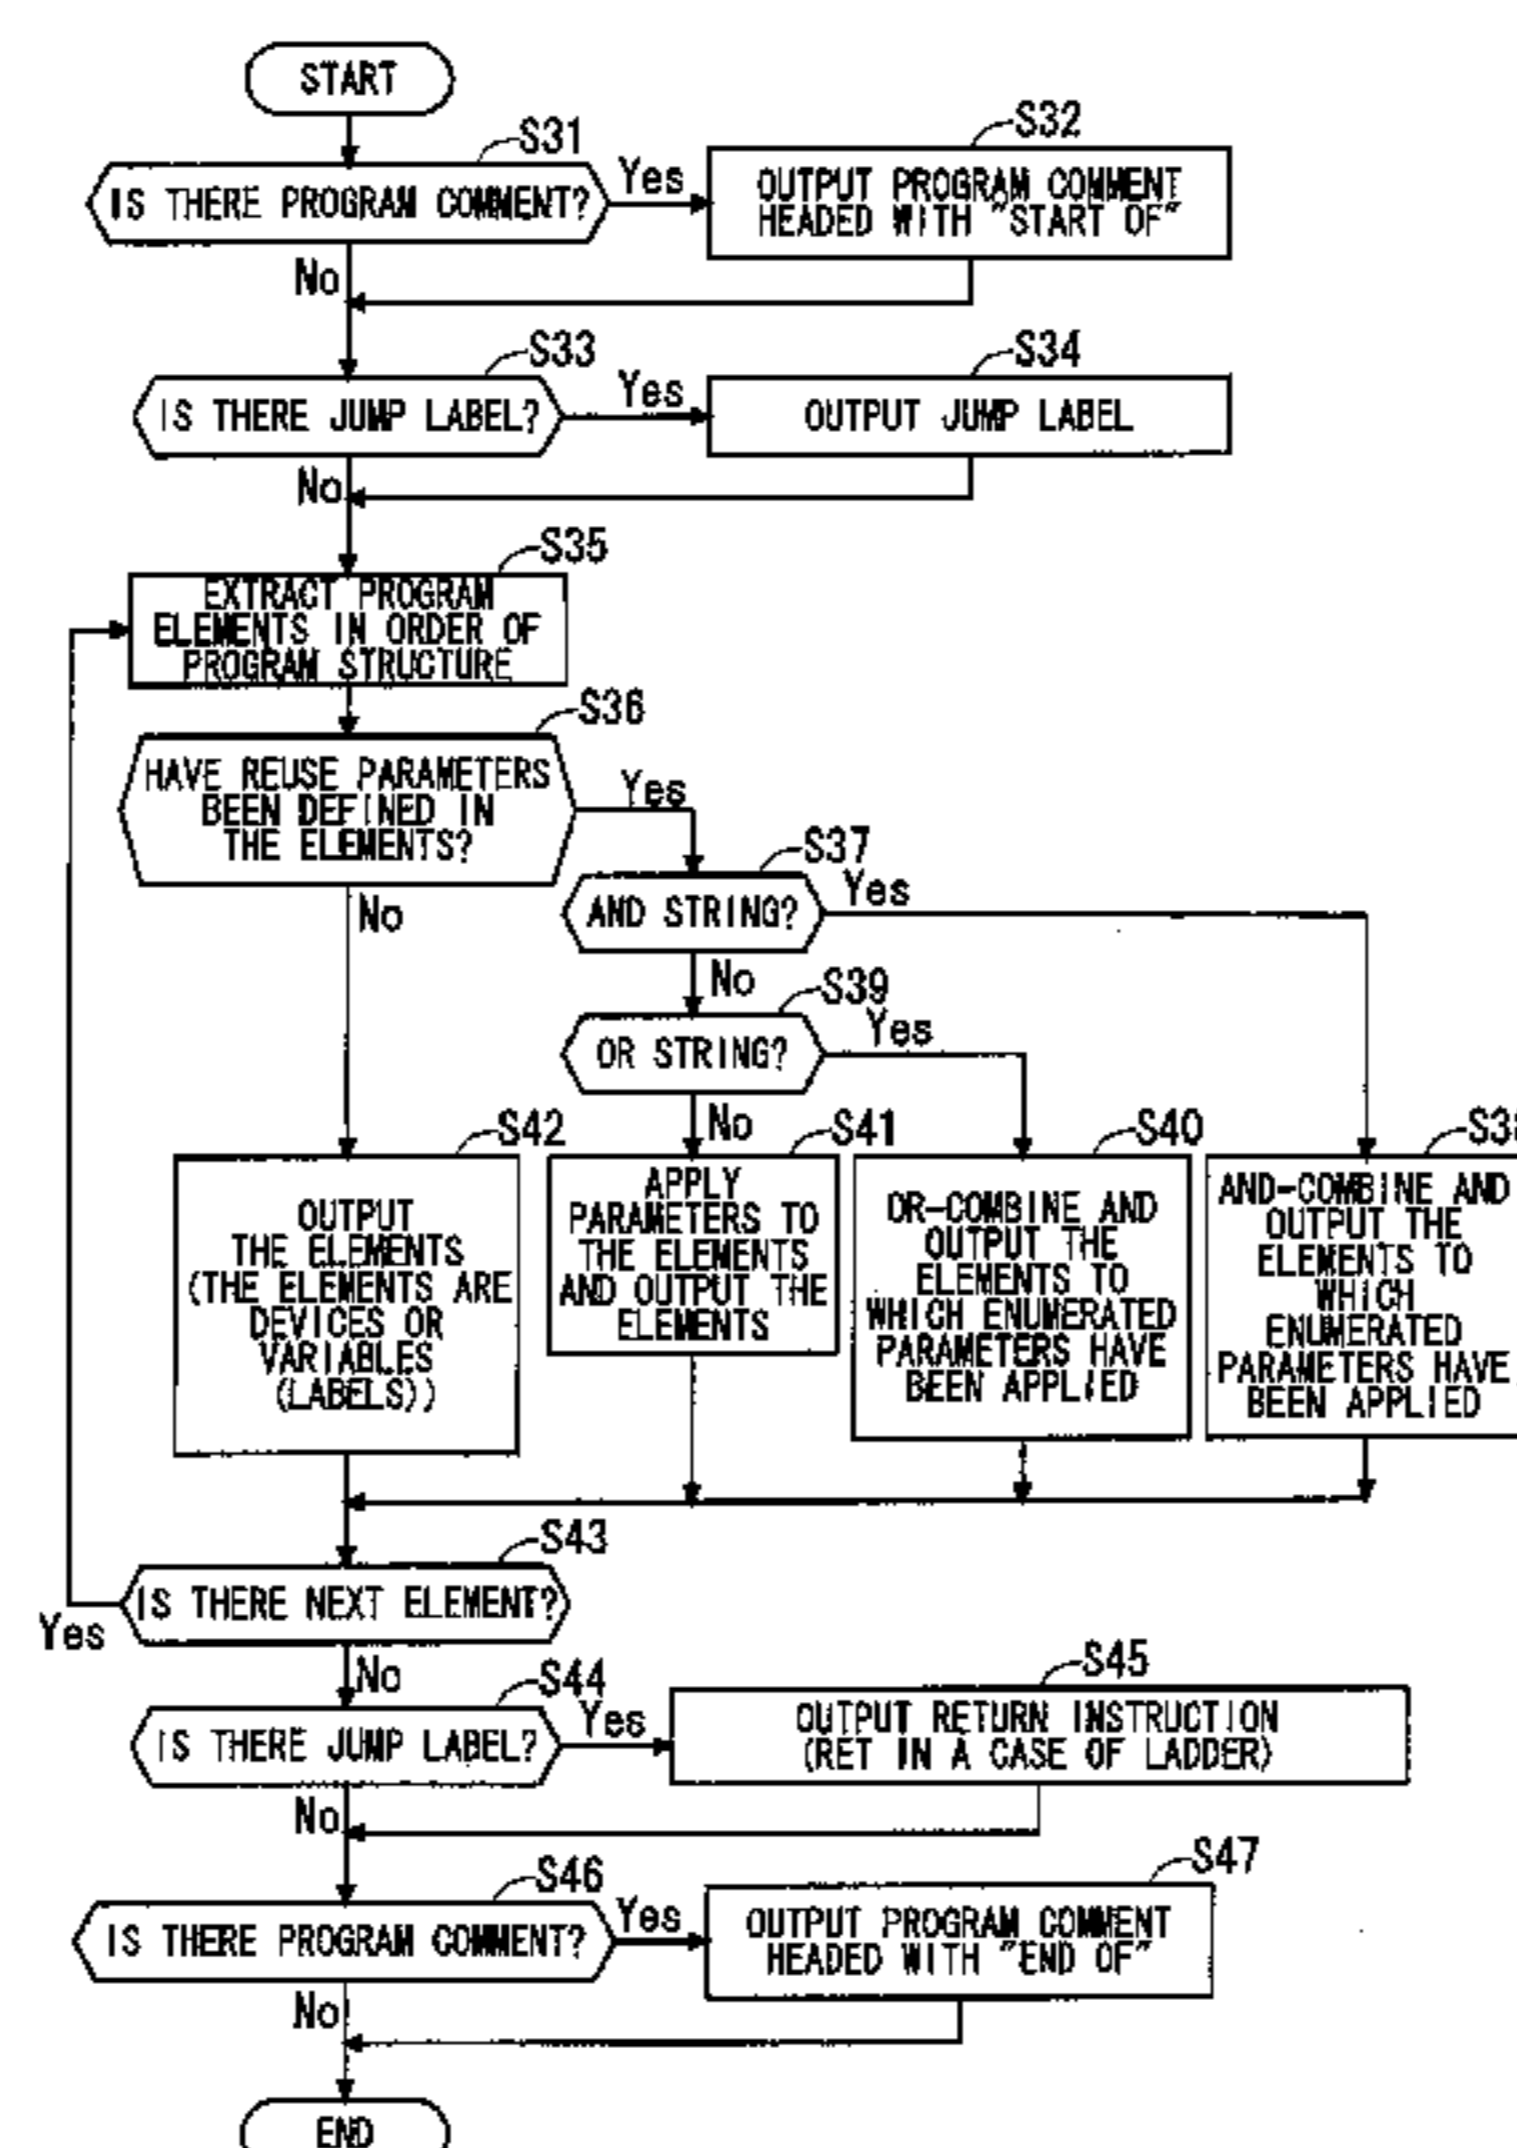 START
S31
IS THERE PROGRAM COMMENT?
Yes
S32
OUTPUT PROGRAM COMMENT
HEADED WITH "START OF"
No
S33
IS THERE JUMP LABEL?
Yes
S34
OUTPUT JUMP LABEL
No
S35
EXTRACT PROGRAM
ELEMENTS IN ORDER OF
PROGRAM STRUCTURE
S36
HAVE REUSE PARAMETERS
BEEN DEFINED IN
THE ELEMENTS?
Yes
No
S37
AND STRING?
Yes
No
S39
OR STRING?
Yes
No
S42
OUTPUT
THE ELEMENTS
(THE ELEMENTS ARE
DEVICES OR
VARIABLES
(LABELS))
S41
APPLY
PARAMETERS TO
THE ELEMENTS
AND OUTPUT THE
ELEMENTS
S40
OR-COMBINE AND
OUTPUT THE
ELEMENTS TO
WHICH ENUMERATED
PARAMETERS HAVE
BEEN APPLIED
S38
AND-COMBINE AND
OUTPUT THE
ELEMENTS TO
WHICH
ENUMERATED
PARAMETERS HAVE
BEEN APPLIED
S43
IS THERE NEXT ELEMENT?
Yes
No
S44
IS THERE JUMP LABEL?
Yes
S45
OUTPUT RETURN INSTRUCTION
(RET IN A CASE OF LADDER)
No
S46
IS THERE PROGRAM COMMENT?
Yes
S47
OUTPUT PROGRAM COMMENT
HEADED WITH "END OF"
No
END